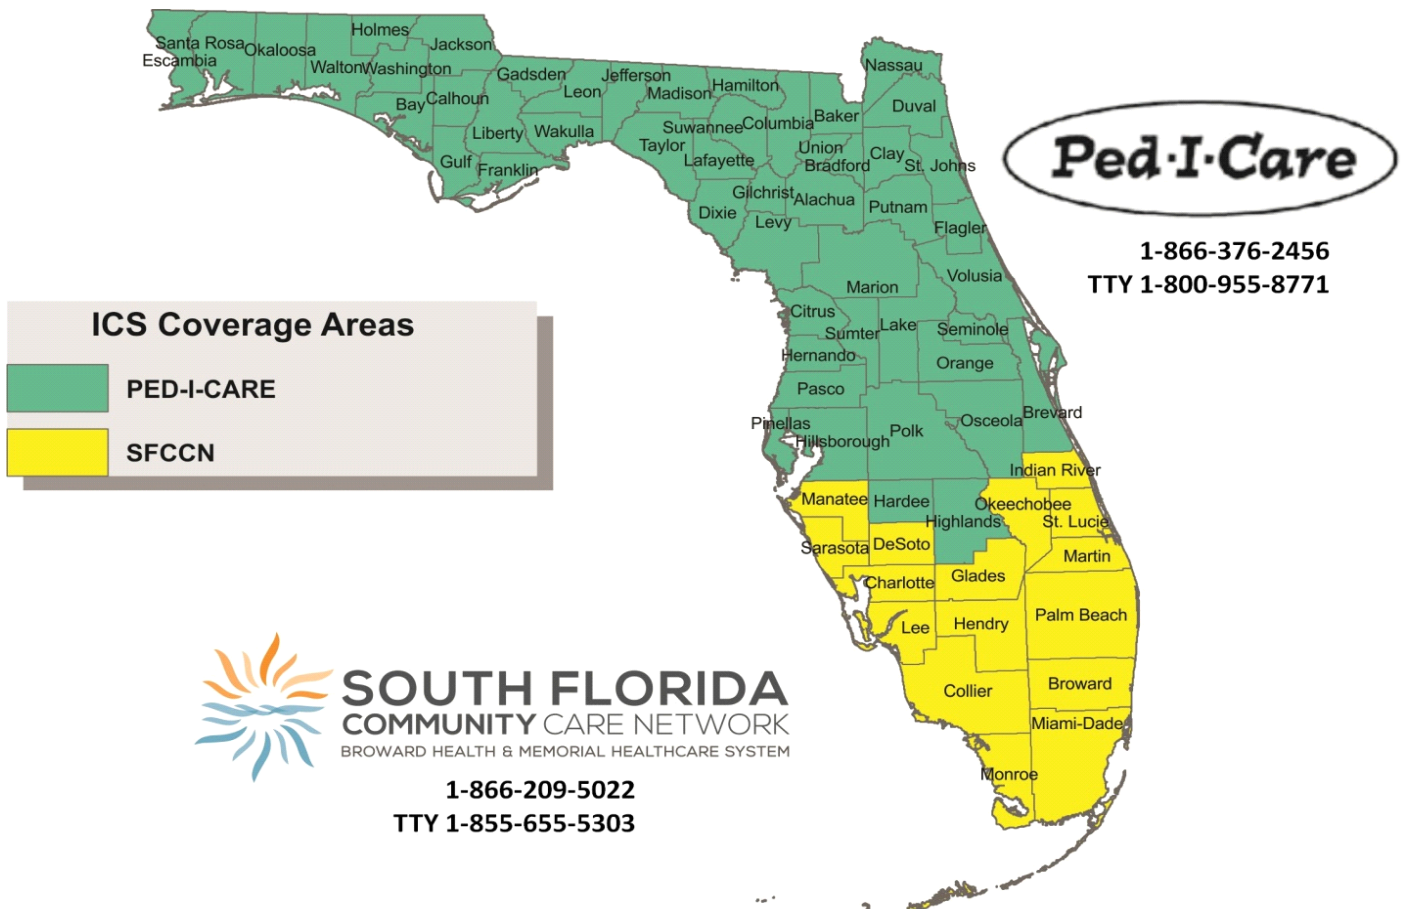 Holmes
Jackson
Santa Rosa
Okaloosa
Escambia
Walton
Washington
Gadsden
Jefferson
Leon
Madison
Hamilton
Nassau
Bay
Calhoun
Duval
Baker
Liberty
Wakulla
Suwannee
Columbia
Taylor
Union
Clay
Lafayette
Bradford
St. Johns
Gulf
Franklin
Gilchrist
Alachua
Putnam
Dixie
Levy
Flagler
Ped·I·Care
1-866-376-2456
TTY 1-800-955-8771
Volusia
Marion
Citrus
Sumter
Lake
Seminole
Hernando
Orange
Pasco
Pinellas
Hillsborough
Polk
Osceola
Brevard
ICS Coverage Areas
PED-I-CARE
SFCCN
Indian River
Manatee
Hardee
Okeechobee
Highlands
St. Lucie
Sarasota
DeSoto
Martin
Charlotte
Glades
Palm Beach
Lee
Hendry
Collier
Broward
Miami-Dade
Monroe
SOUTH FLORIDA
COMMUNITY CARE NETWORK
BROWARD HEALTH & MEMORIAL HEALTHCARE SYSTEM
1-866-209-5022
TTY 1-855-655-5303